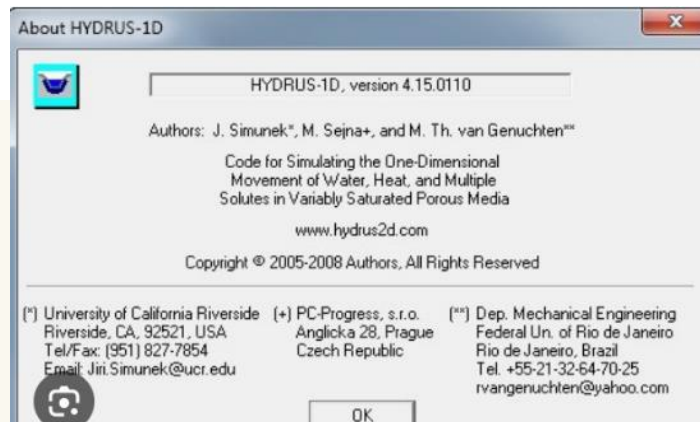 About HYDRUS-1D
HYDRUS-1D, version 4.15.0110
Authors: J. Simunek*, M. Sejna+, and M. Th. van Genuchten**
Code for Simulating the One-Dimensional
Movement of Water, Heat, and Multiple
Solutes in Variably Saturated Porous Media
www.hydrus2d.com
Copyright © 2005-2008 Authors, All Rights Reserved
(*) University of California Riverside
Riverside, CA, 92521, USA
Tel/Fax: (951) 827-7854
Email: Jiri.Simunek@ucr.edu
(+) PC-Progress, s.r.o.
Anglicka 28, Prague
Czech Republic
(**) Dep. Mechanical Engineering
Federal Un. of Rio de Janeiro
Rio de Janeiro, Brazil
Tel. +55-21-32-64-70-25
rvangenuchten@yahoo.com
OK